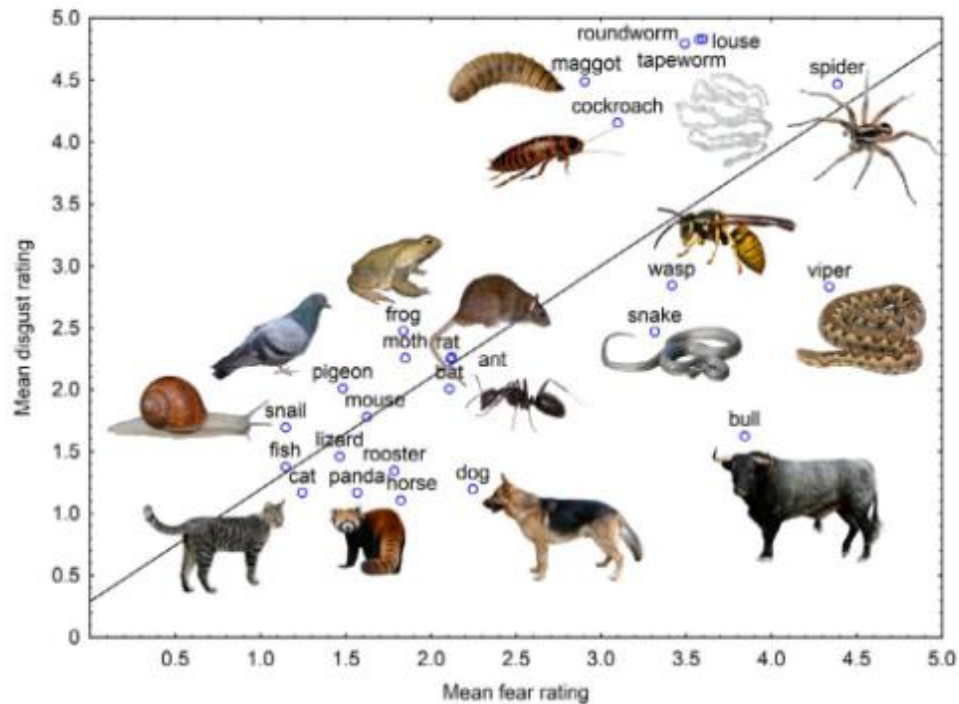 5.0
4.5
4.0
3.5
3.0
2.5
2.0
1.5
1.0
0.5
0
Mean disgust rating
roundworm
louse
tapeworm
maggot
spider
cockroach
wasp
viper
frog
snake
moth
rat
ant
pigeon
bat
mouse
snail
bull
lizard
fish
rooster
cat
panda
horse
dog
0.5
1.0
1.5
2.0
2.5
3.0
3.5
4.0
4.5
5.0
Mean fear rating